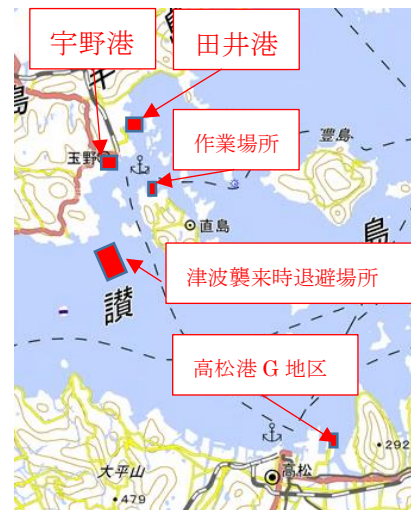 宇野港
田井港
作業場所
豊島
玉野
直島
津波襲来時退避場所
讃
島
高松港 G 地区
・292
大平山
高松
・479